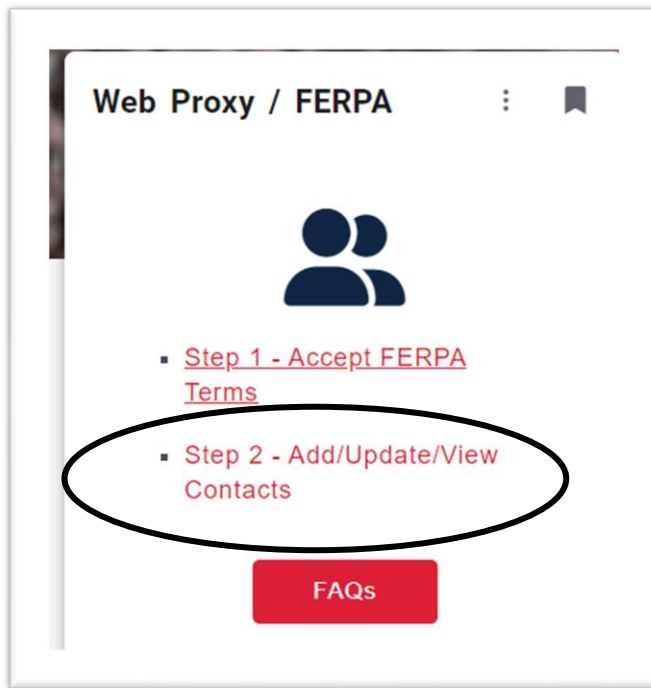 Web Proxy / FERPA
Step 1 - Accept FERPA
Terms
Step 2 - Add/Update/View
Contacts
FAQs